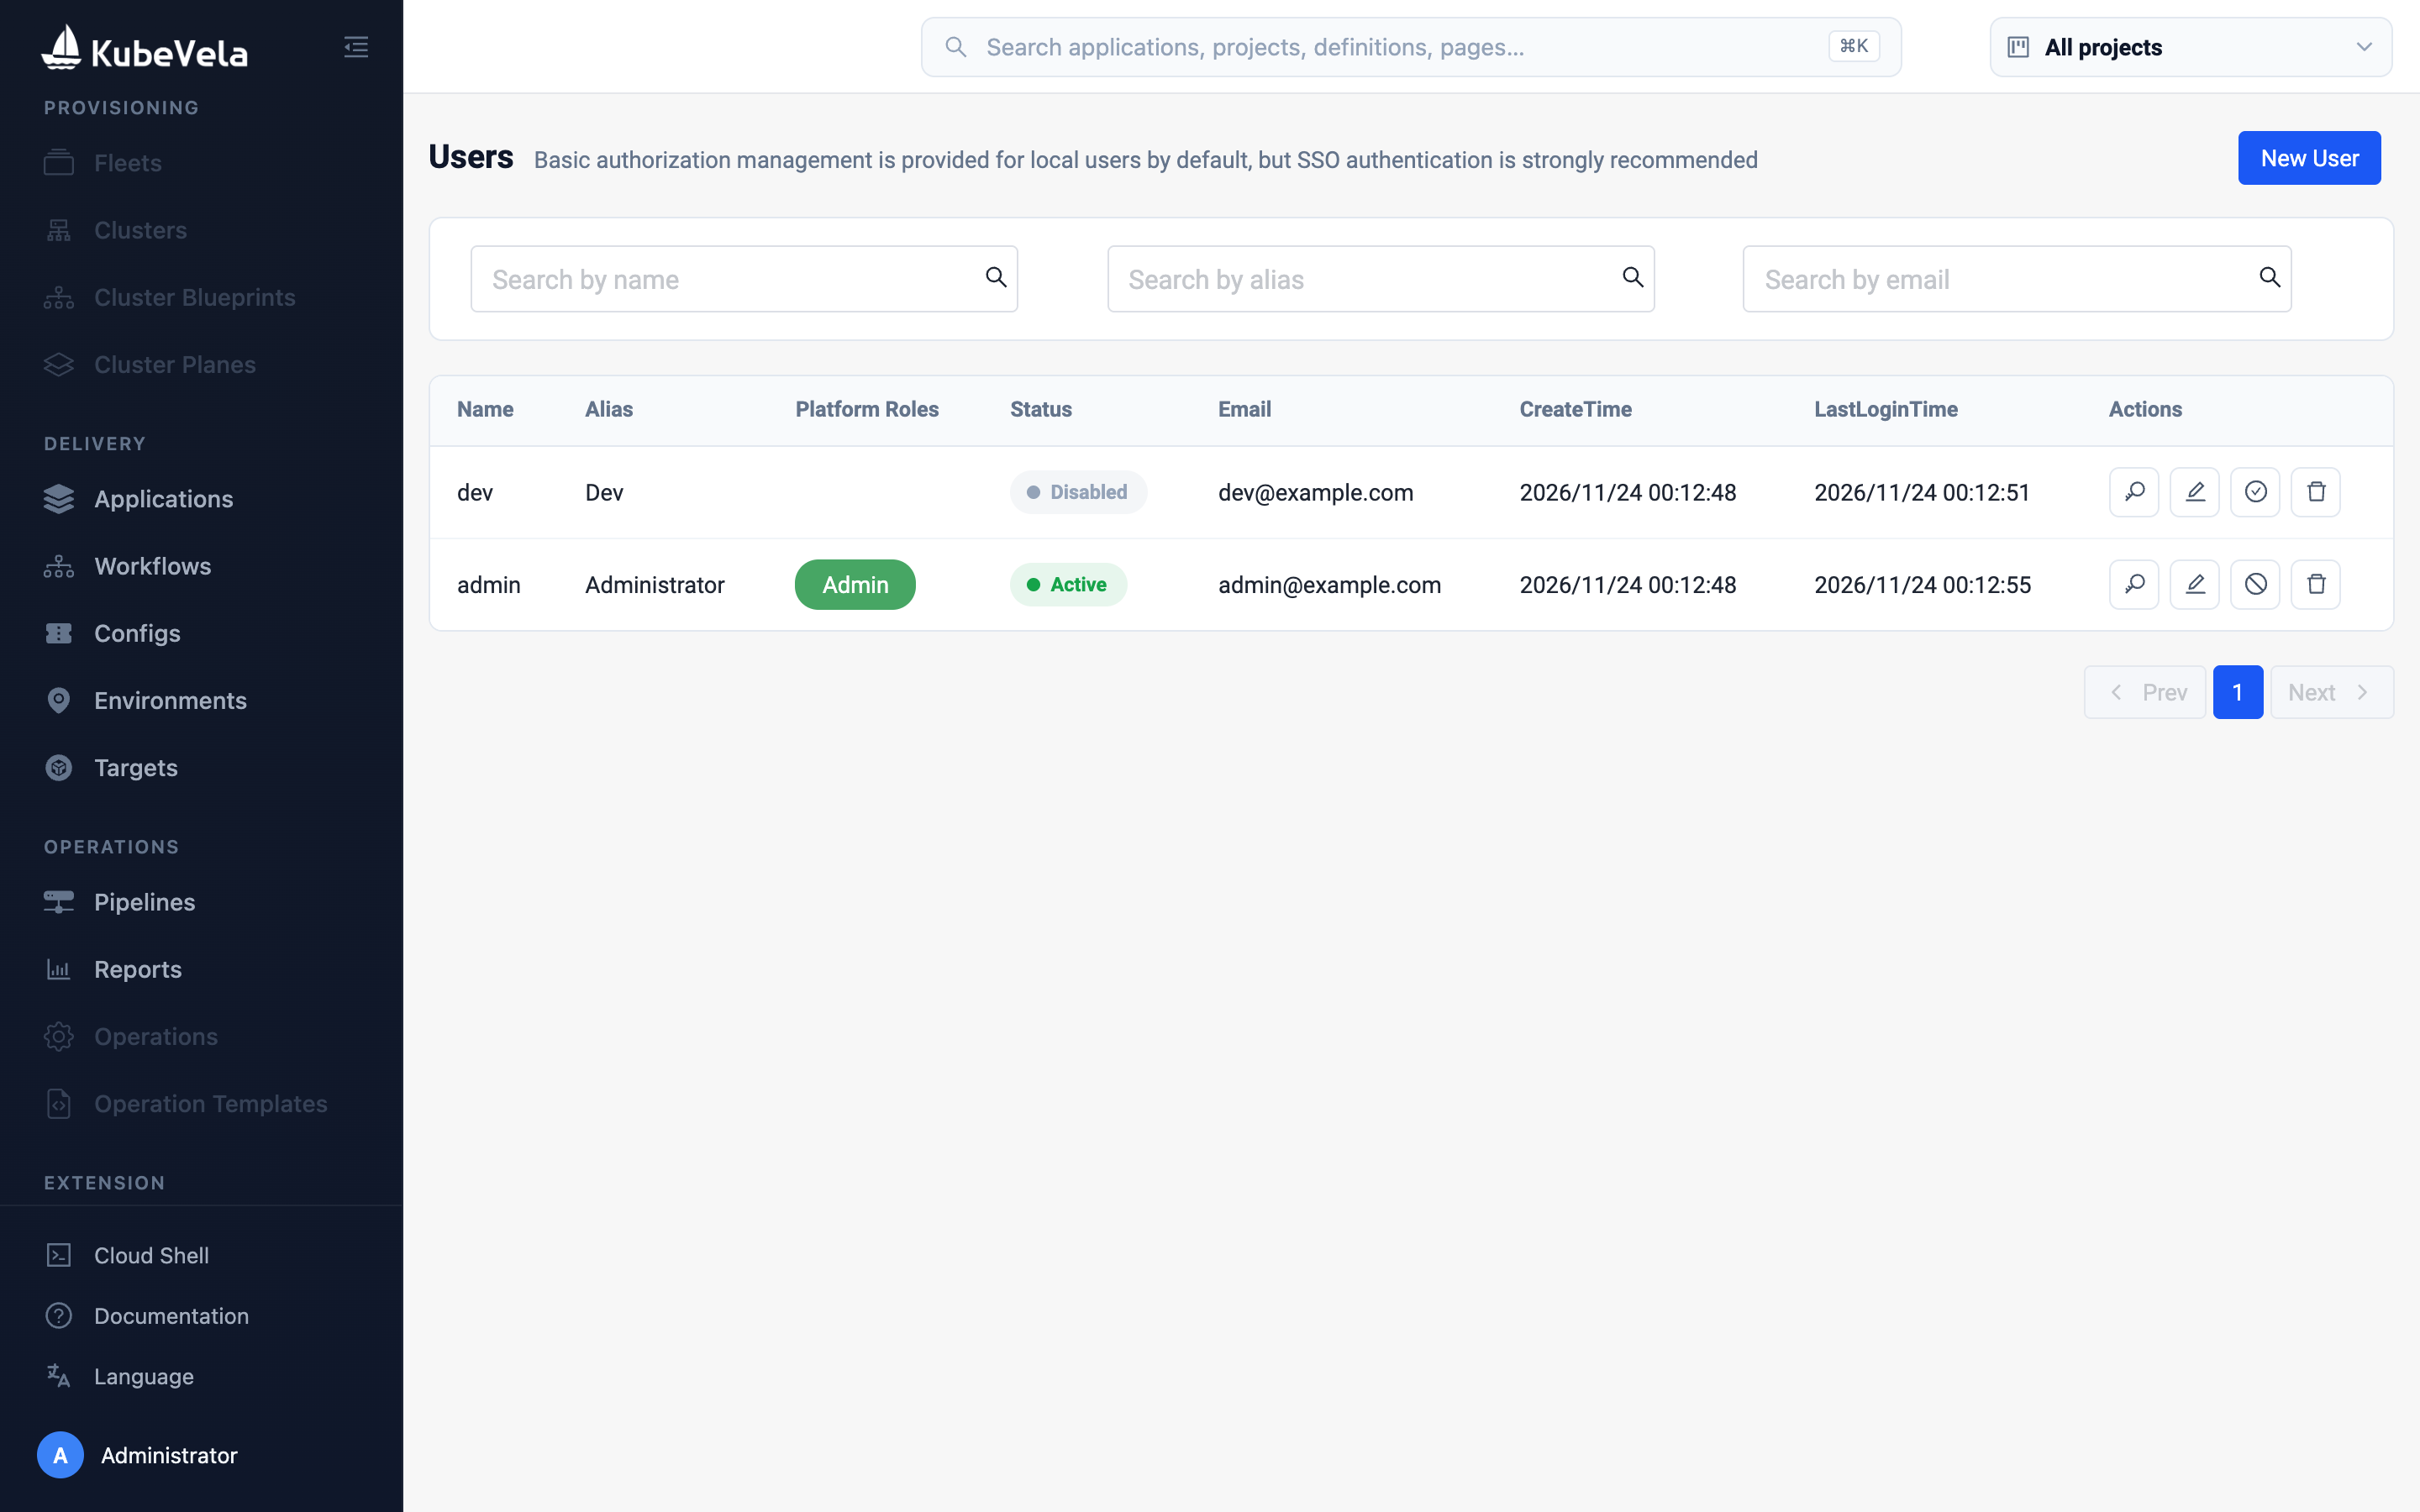 KubeVela
Search applications, projects, definitions, pages...
⌘K
All projects
PROVISIONING
Fleets
Clusters
Cluster Blueprints
Cluster Planes
DELIVERY
Applications
Workflows
Configs
Environments
Targets
OPERATIONS
Pipelines
Reports
Operations
Operation Templates
EXTENSION
Cloud Shell
Documentation
Language
A Administrator
Users Basic authorization management is provided for local users by default, but SSO authentication is strongly recommended
New User
Search by name
Search by alias
Search by email
Name Alias Platform Roles Status Email CreateTime LastLoginTime Actions
dev Dev Disabled dev@example.com 2026/11/24 00:12:48 2026/11/24 00:12:51
admin Administrator Admin Active admin@example.com 2026/11/24 00:12:48 2026/11/24 00:12:55
Prev 1 Next